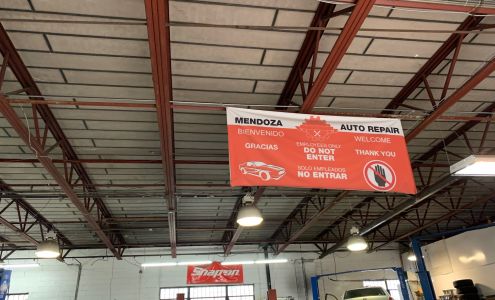 MENDOZA AUTO REPAIR
BIENVENIDO WELCOME
GRACIAS EMPLOYEES ONLY THANK YOU
DO NOT
ENTER
SOLO EMPLEADOS
NO ENTRAR
Snap-on